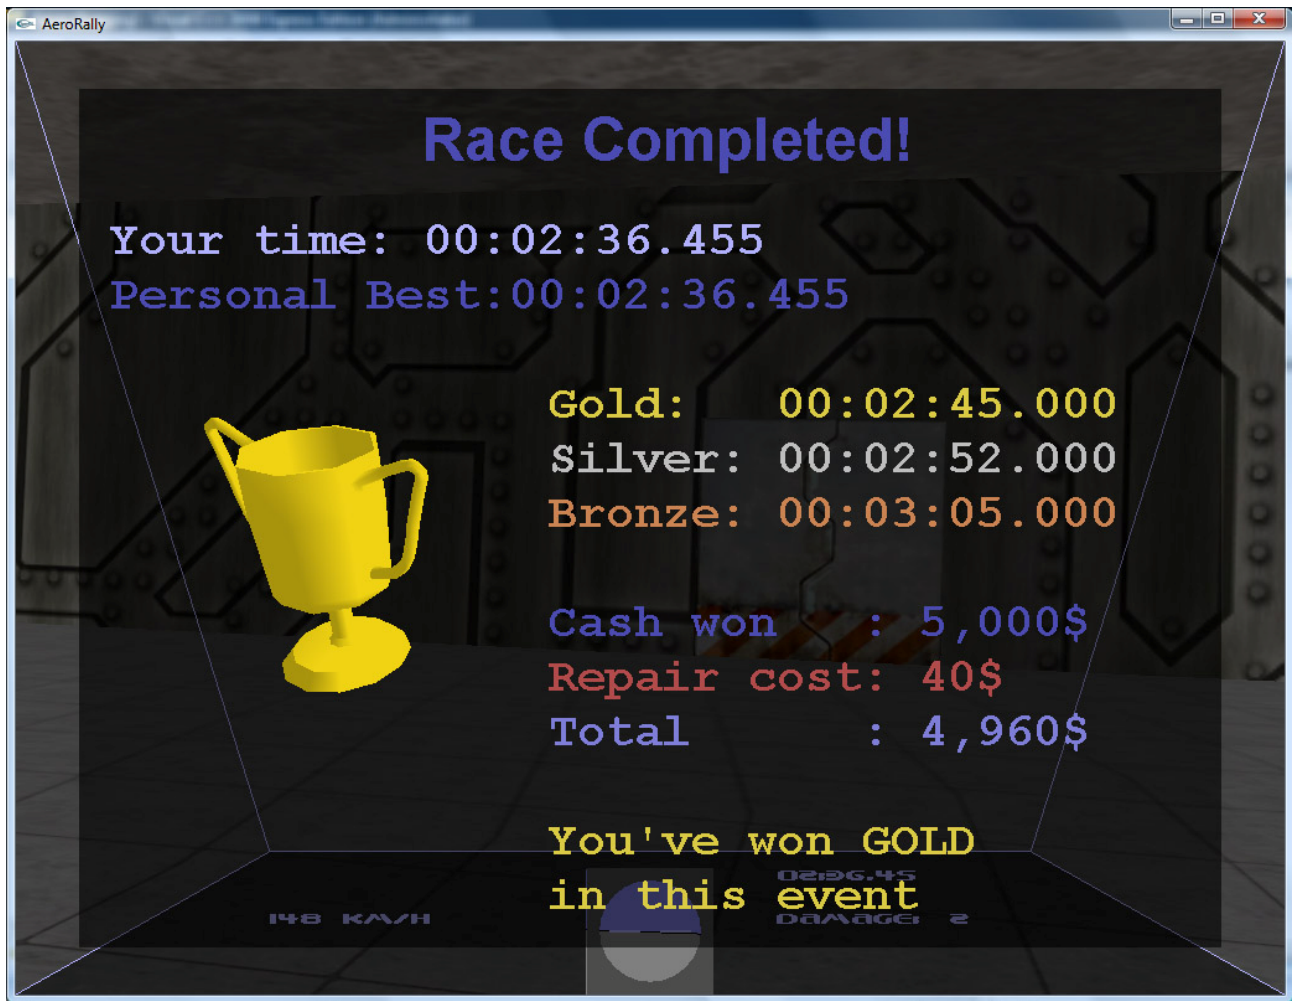 AeroRally
Race Completed!
Your time: 00:02:36.455
Personal Best:00:02:36.455
Gold: 00:02:45.000
Silver: 00:02:52.000
Bronze: 00:03:05.000
Cash won : 5,000$
Repair cost: 40$
Total : 4,960$
You've won GOLD
in this event
02:36.45
148 KM/H
DAMAGE: 2